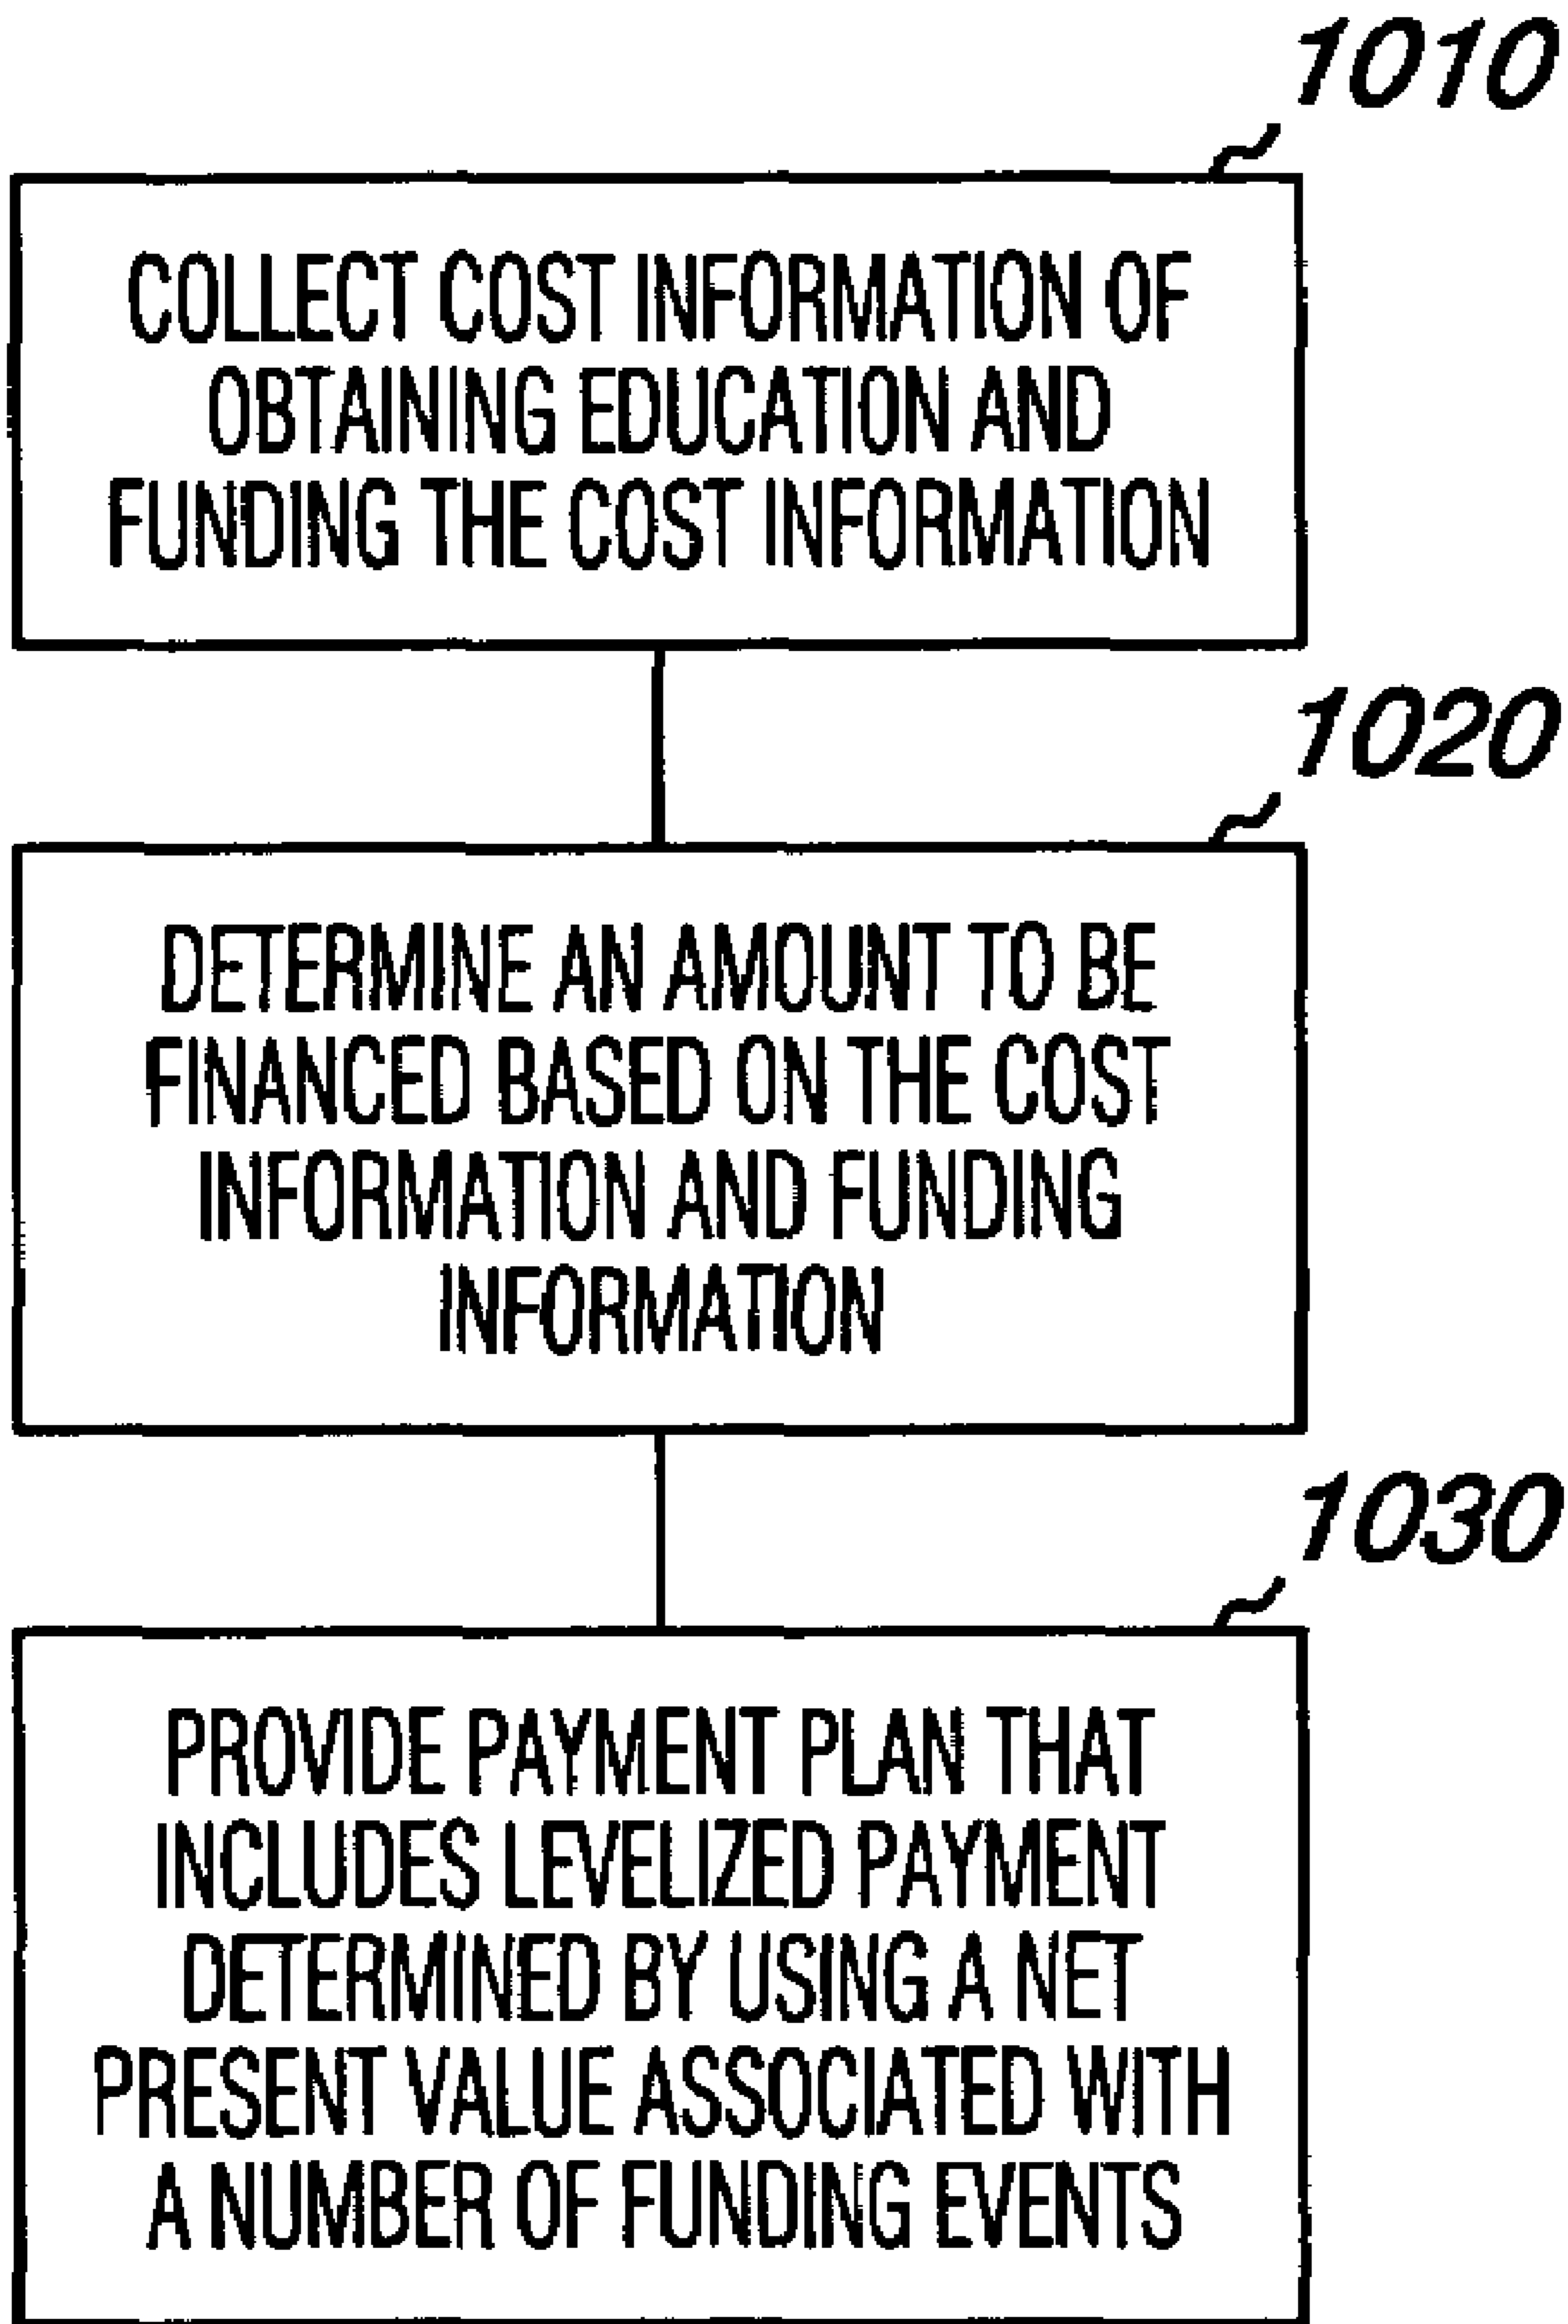 1010
COLLECT COST INFORMATION OF
OBTAINING EDUCATION AND
FUNDING THE COST INFORMATION
1020
DETERMINE AN AMOUNT TO BE
FINANCED BASED ON THE COST
INFORMATION AND FUNDING
INFORMATION
1030
PROVIDE PAYMENT PLAN THAT
INCLUDES LEVELIZED PAYMENT
DETERMINED BY USING A NET
PRESENT VALUE ASSOCIATED WITH
A NUMBER OF FUNDING EVENTS